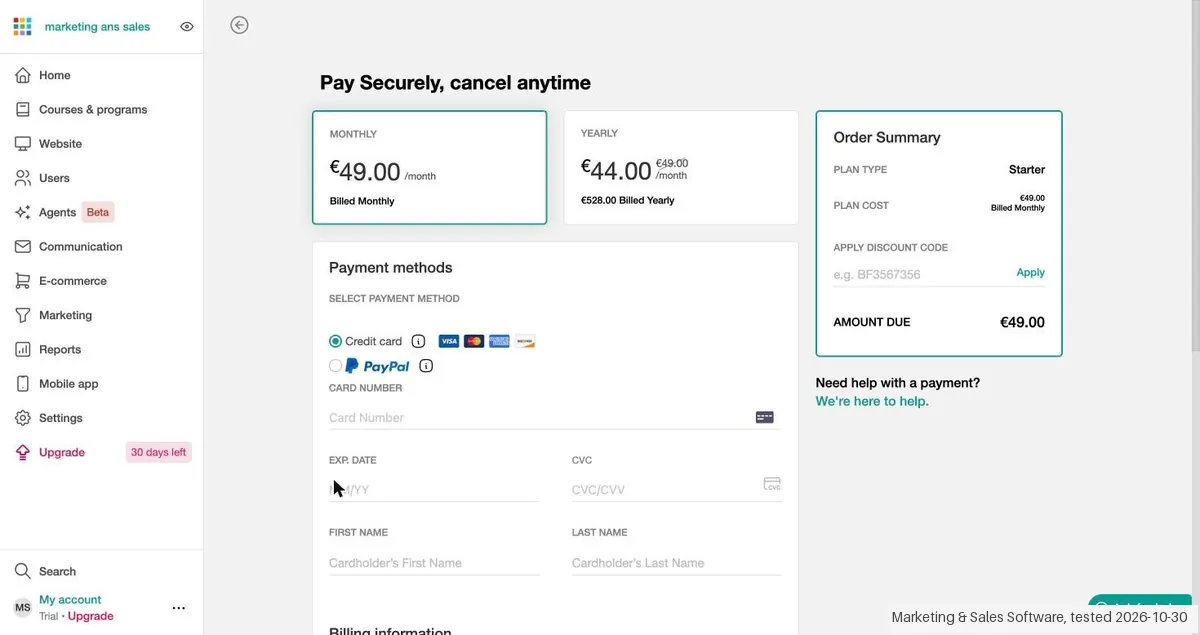 marketing ans sales
Home
Courses & programs
Website
Users
Agents Beta
Communication
E-commerce
Marketing
Reports
Mobile app
Settings
Upgrade 30 days left
Search
MS My account
Trial • Upgrade
Pay Securely, cancel anytime
MONTHLY
€49.00 /month
Billed Monthly
YEARLY
€44.00 €49.00 /month
€528.00 Billed Yearly
Payment methods
SELECT PAYMENT METHOD
Credit card VISA
PayPal
CARD NUMBER
Card Number
EXP. DATE
/YY
CVC
CVC/CVV
CVC
FIRST NAME
Cardholder's First Name
LAST NAME
Cardholder's Last Name
Billing information
Order Summary
PLAN TYPE Starter
PLAN COST €49.00
Billed Monthly
APPLY DISCOUNT CODE
e.g. BF3567356 Apply
AMOUNT DUE €49.00
Need help with a payment?
We're here to help.
Marketing & Sales Software, tested 2026-10-30